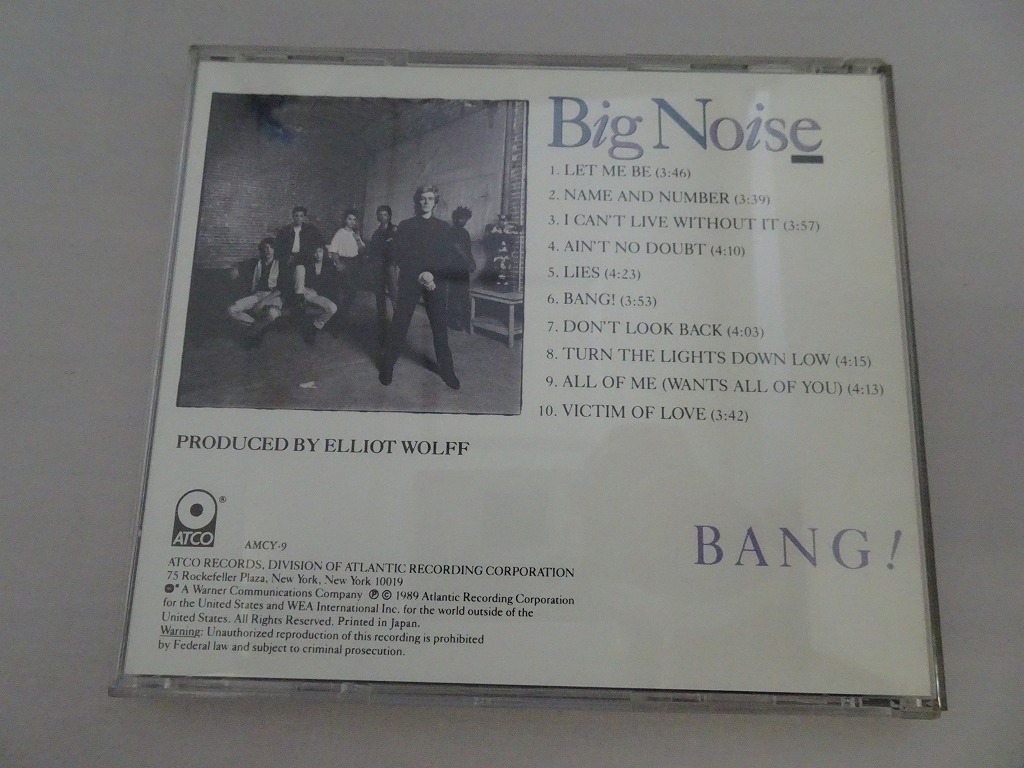 Big Noise
1. LET ME BE (3:46)
2. NAME AND NUMBER (3:39)
3. I CAN'T LIVE WITHOUT IT (3:57)
4. AIN'T NO DOUBT (4:10)
5. LIES (4:23)
6. BANG! (3:53)
7. DON'T LOOK BACK (4:03)
8. TURN THE LIGHTS DOWN LOW (4:15)
9. ALL OF ME (WANTS ALL OF YOU) (4:13)
10. VICTIM OF LOVE (3:42)
PRODUCED BY ELLIOT WOLFF
BANG!
ATCO ®
AMCY-9
ATCO RECORDS, DIVISION OF ATLANTIC RECORDING CORPORATION
75 Rockefeller Plaza, New York, New York 10019
A Warner Communications Company ℗ © 1989 Atlantic Recording Corporation
for the United States and WEA International Inc. for the world outside of the
United States. All Rights Reserved. Printed in Japan.
Warning: Unauthorized reproduction of this recording is prohibited
by Federal law and subject to criminal prosecution.